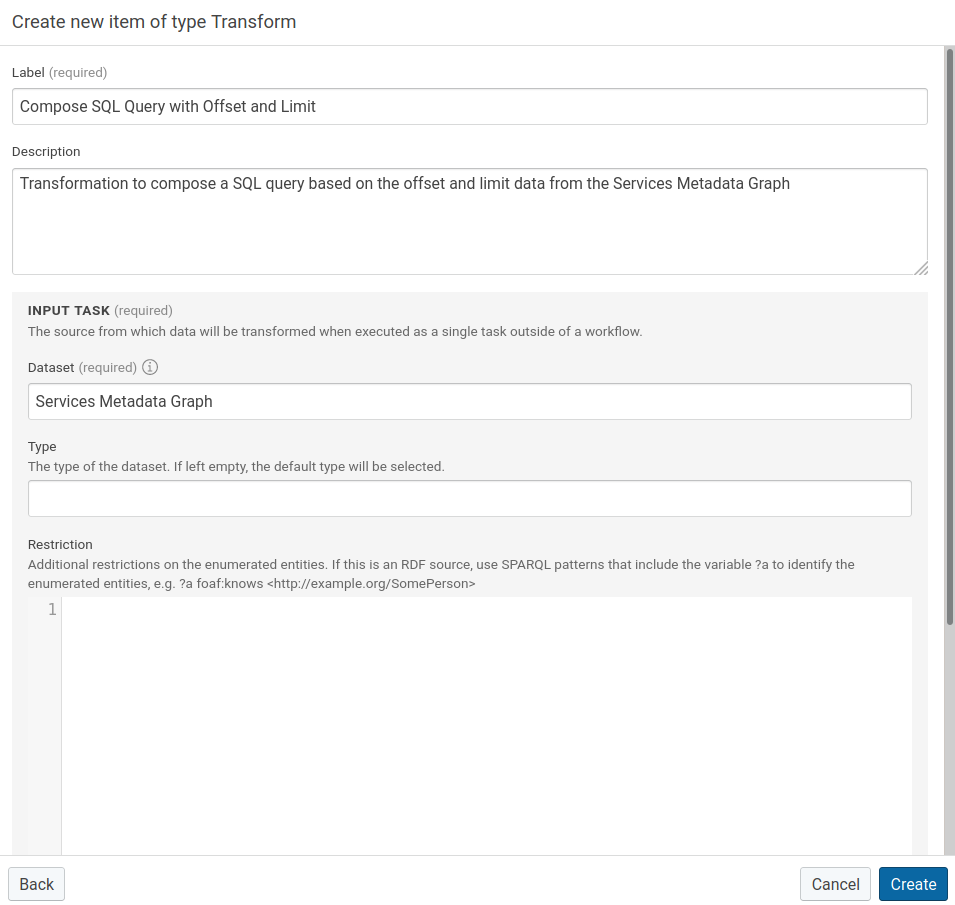 Create new item of type Transform
Label (required)
Compose SQL Query with Offset and Limit
Description
Transformation to compose a SQL query based on the offset and limit data from the Services Metadata Graph
INPUT TASK (required)
The source from which data will be transformed when executed as a single task outside of a workflow.
Dataset (required)
Services Metadata Graph
Type
The type of the dataset. If left empty, the default type will be selected.
Restriction
Additional restrictions on the enumerated entities. If this is an RDF source, use SPARQL patterns that include the variable ?a to identify the
enumerated entities, e.g. ?a foaf:knows <http://example.org/SomePerson>
1
Back
Cancel
Create